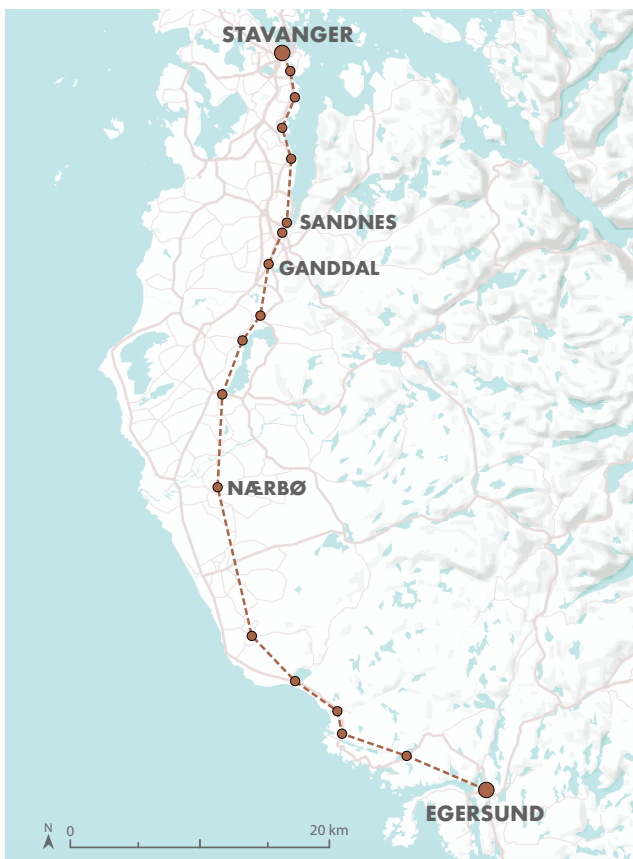 STAVANGER
SANDNES
GANDDAL
NÆRBØ
EGERSUND
N 0 20 km